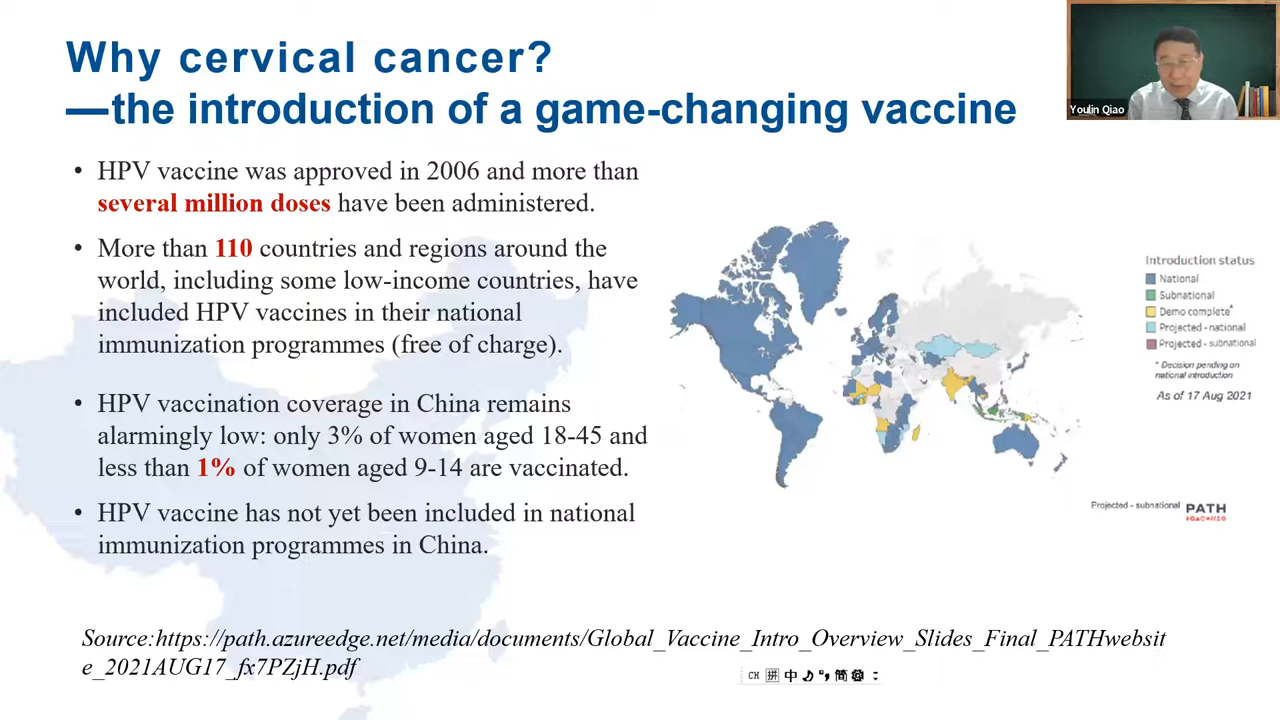 Why cervical cancer?
—the introduction of a game-changing vaccine
Youlin Qiao
• HPV vaccine was approved in 2006 and more than
several million doses have been administered.
• More than 110 countries and regions around the
world, including some low-income countries, have
included HPV vaccines in their national
immunization programmes (free of charge).
• HPV vaccination coverage in China remains
alarmingly low: only 3% of women aged 18-45 and
less than 1% of women aged 9-14 are vaccinated.
• HPV vaccine has not yet been included in national
immunization programmes in China.
Introduction status
National
Subnational
Demo complete*
Projected - national
Projected - subnational
* Decision pending on
national introduction
As of 17 Aug 2021
Projected - subnational
PATH
Source:https://path.azureedge.net/media/documents/Global_Vaccine_Intro_Overview_Slides_Final_PATHwebsit
e_2021AUG17_fx7PZjH.pdf
CH 拼 中 简